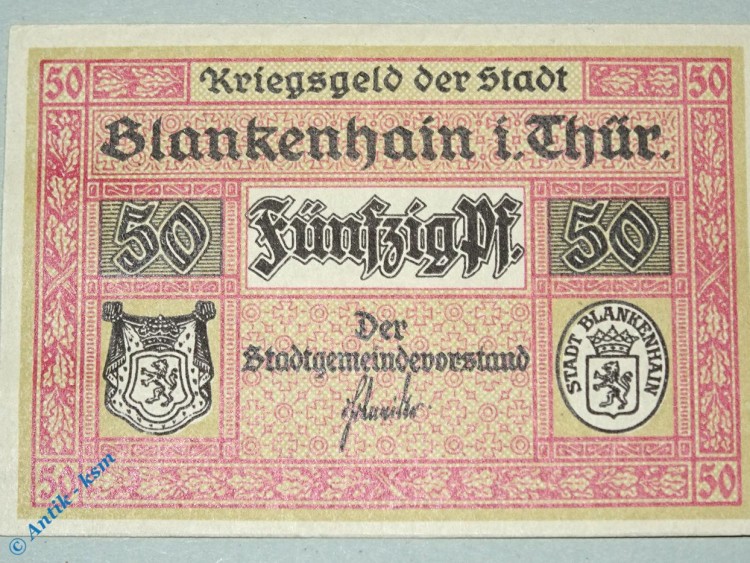 50 Kriegsgeld der Stadt 50
Blankenhain i. Thür.
50 Fünfzig Pf. 50
Der
Stadtgemeindevorstand
STADT BLANKENHAIN
50 50
© Antik - ksm